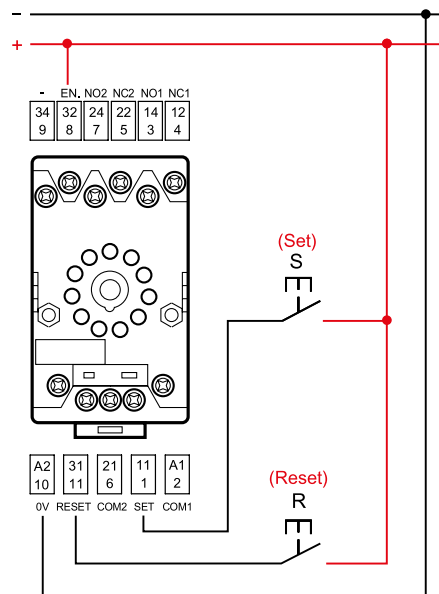 −
+
- EN. NO2 NC2 NO1 NC1
34 32 24 22 14 12
9 8 7 5 3 4
(Set)
S
A2 31 21 11 A1
10 11 6 1 2
0V RESET COM2 SET COM1
(Reset)
R